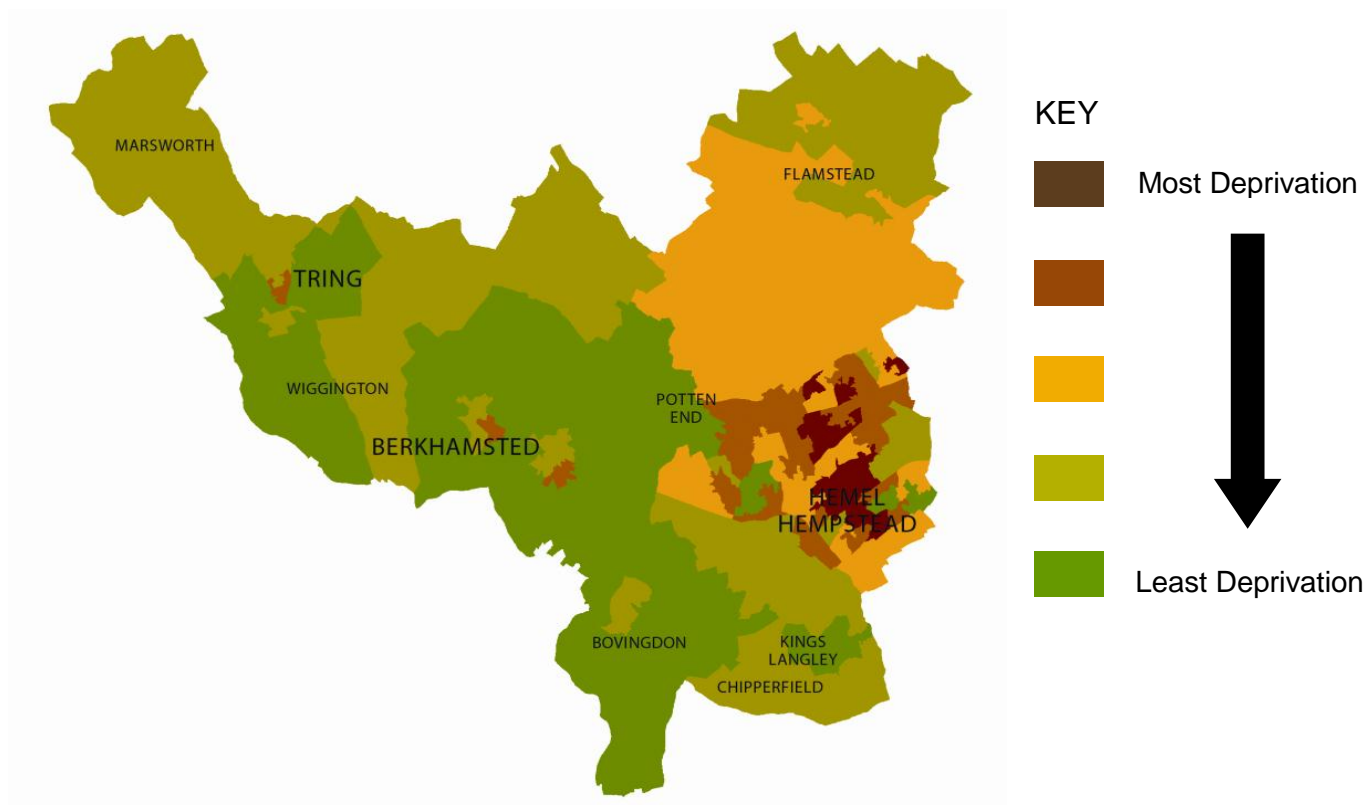 MARSWORTH
FLAMSTEAD
TRING
WIGGINGTON
POTTEN
END
BERKHAMSTED
HEMEL
HEMPSTEAD
BOVINGDON
KINGS
LANGLEY
CHIPPERFIELD
KEY
Most Deprivation
Least Deprivation